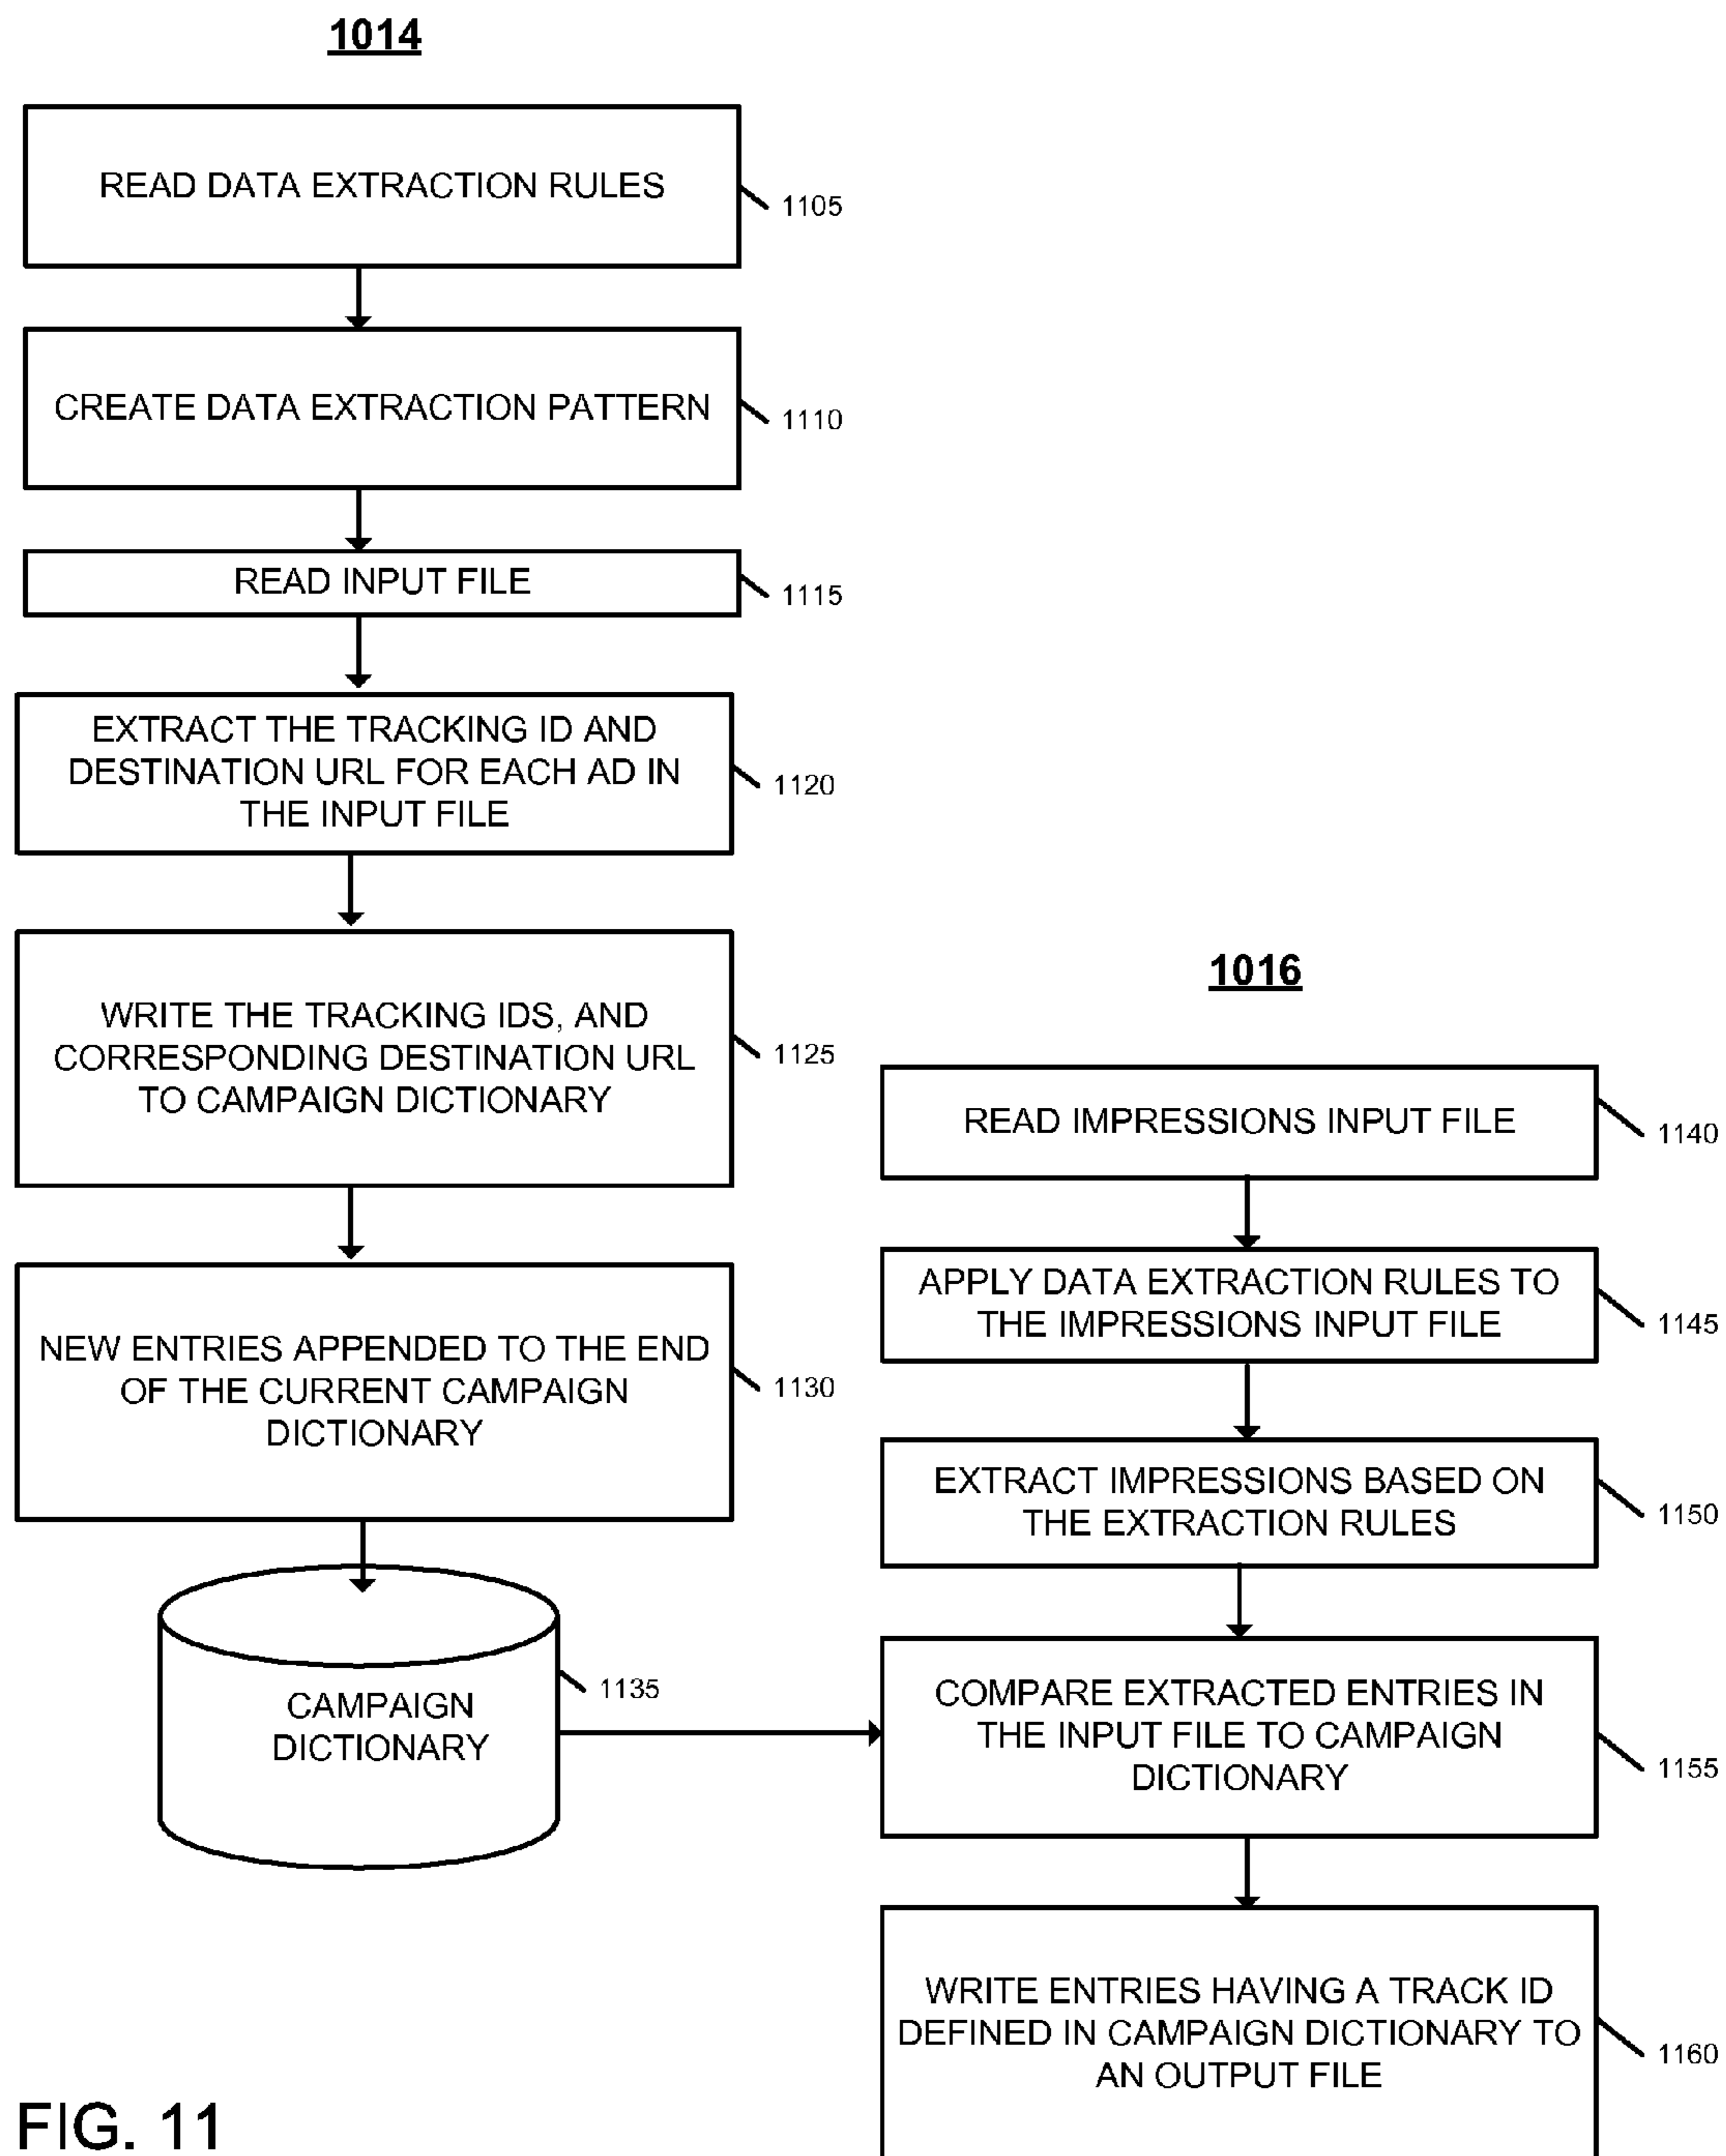 1014
READ DATA EXTRACTION RULES
1105
CREATE DATA EXTRACTION PATTERN
1110
READ INPUT FILE
1115
EXTRACT THE TRACKING ID AND
DESTINATION URL FOR EACH AD IN
THE INPUT FILE
1120
WRITE THE TRACKING IDS, AND
CORRESPONDING DESTINATION URL
TO CAMPAIGN DICTIONARY
1125
NEW ENTRIES APPENDED TO THE END
OF THE CURRENT CAMPAIGN
DICTIONARY
1130
CAMPAIGN
DICTIONARY
1135
1016
READ IMPRESSIONS INPUT FILE
1140
APPLY DATA EXTRACTION RULES TO
THE IMPRESSIONS INPUT FILE
1145
EXTRACT IMPRESSIONS BASED ON
THE EXTRACTION RULES
1150
COMPARE EXTRACTED ENTRIES IN
THE INPUT FILE TO CAMPAIGN
DICTIONARY
1155
WRITE ENTRIES HAVING A TRACK ID
DEFINED IN CAMPAIGN DICTIONARY TO
AN OUTPUT FILE
1160
FIG. 11